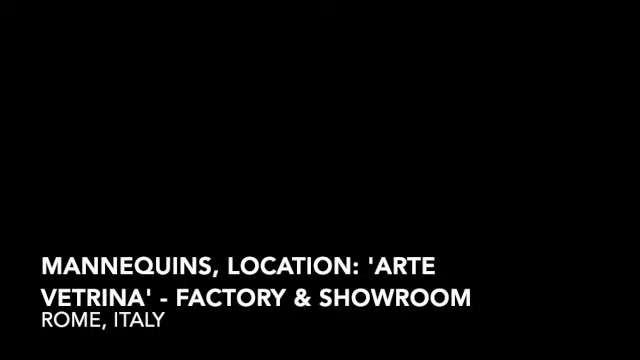 MANNEQUINS, LOCATION: 'ARTE
VETRINA' - FACTORY & SHOWROOM
ROME, ITALY